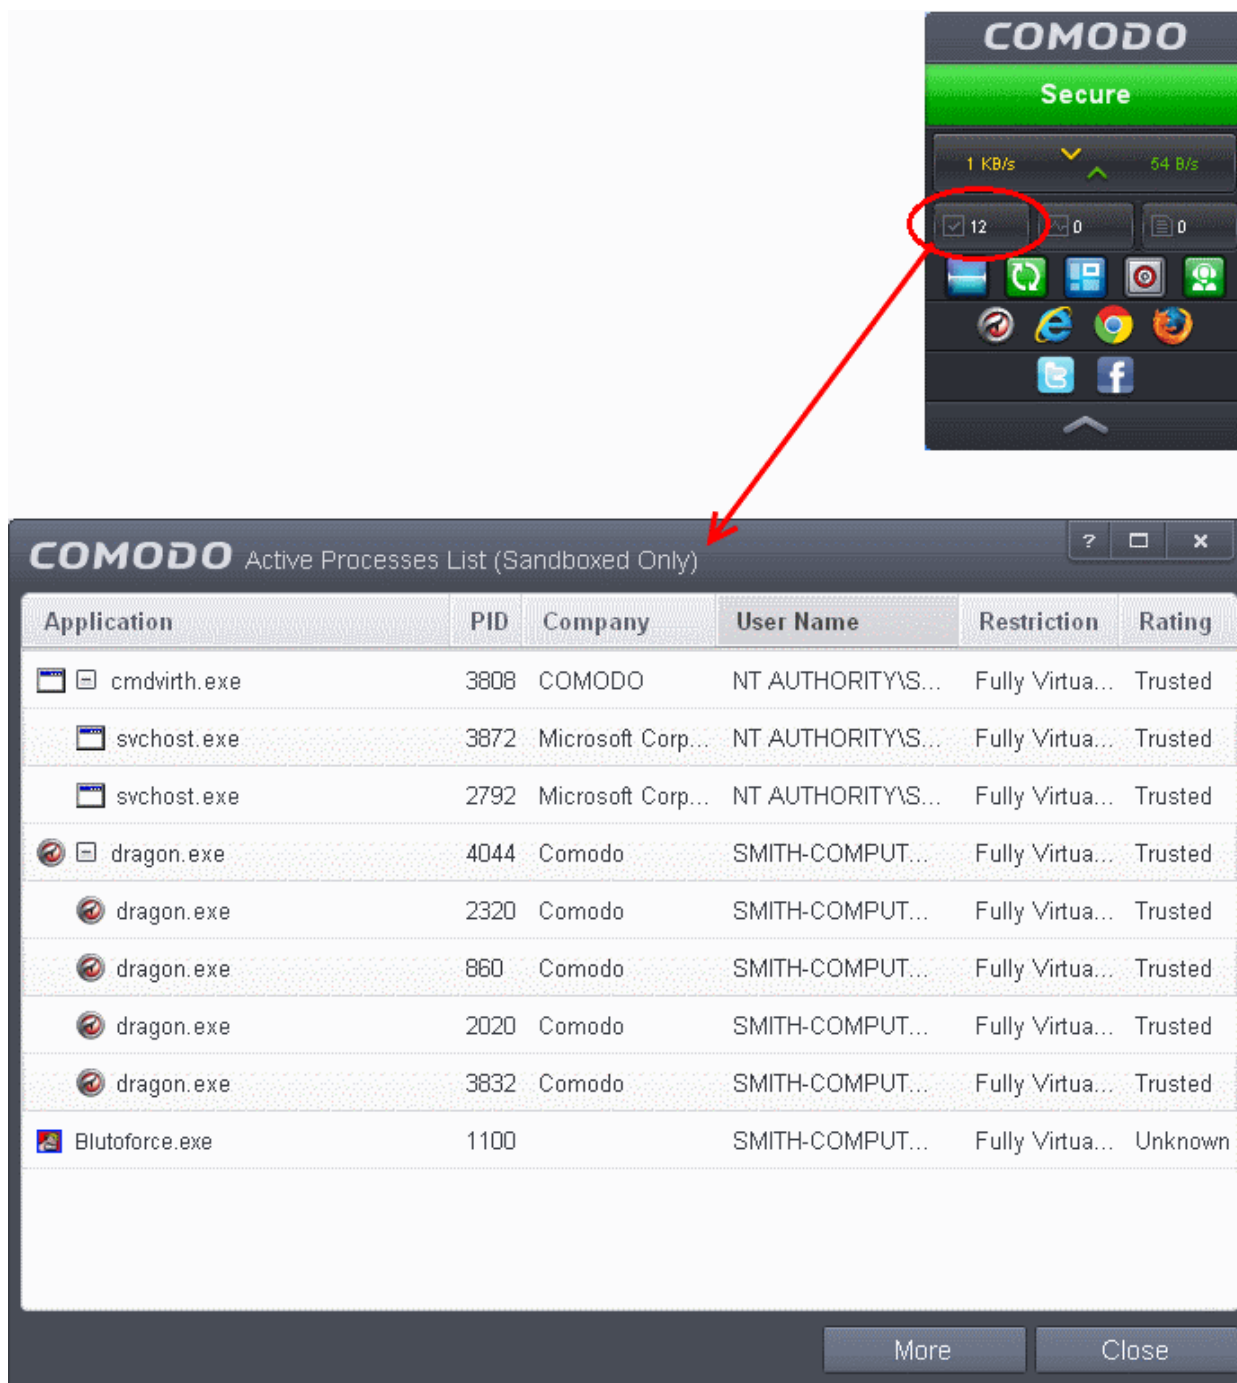 COMODO
Secure
1 KB/s 54 B/s
12 0 0
COMODO Active Processes List (Sandboxed Only)
Application PID Company User Name Restriction Rating
cmdvirth.exe 3808 COMODO NT AUTHORITY\S... Fully Virtua... Trusted
svchost.exe 3872 Microsoft Corp... NT AUTHORITY\S... Fully Virtua... Trusted
svchost.exe 2792 Microsoft Corp... NT AUTHORITY\S... Fully Virtua... Trusted
dragon.exe 4044 Comodo SMITH-COMPUT... Fully Virtua... Trusted
dragon.exe 2320 Comodo SMITH-COMPUT... Fully Virtua... Trusted
dragon.exe 860 Comodo SMITH-COMPUT... Fully Virtua... Trusted
dragon.exe 2020 Comodo SMITH-COMPUT... Fully Virtua... Trusted
dragon.exe 3832 Comodo SMITH-COMPUT... Fully Virtua... Trusted
Blutoforce.exe 1100 SMITH-COMPUT... Fully Virtua... Unknown
More Close